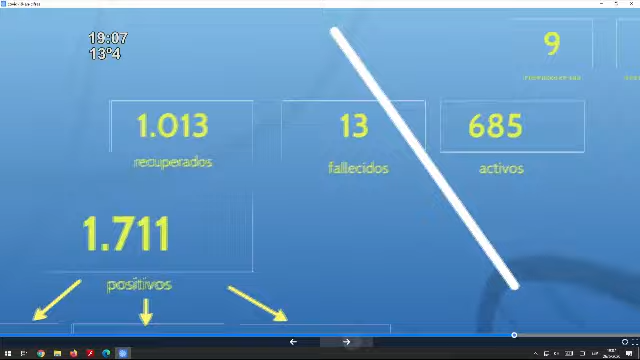 19:07
13°4
9
1.013
13
685
recuperados
fallecidos
activos
1.711
positivos